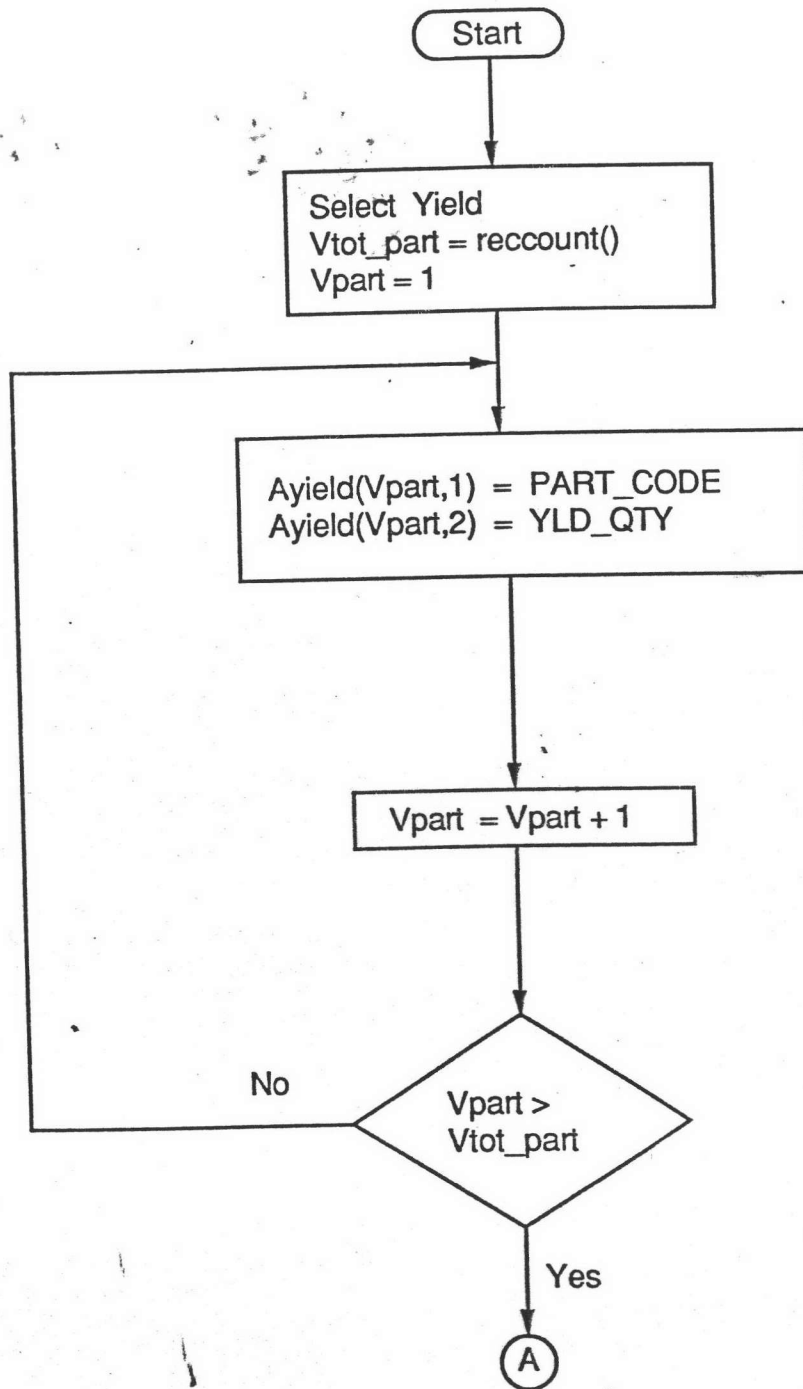 Start
Select Yield
Vtot_part = reccount()
Vpart = 1
Ayield(Vpart,1) = PART_CODE
Ayield(Vpart,2) = YLD_QTY
Vpart = Vpart + 1
No
Vpart >
Vtot_part
Yes
A